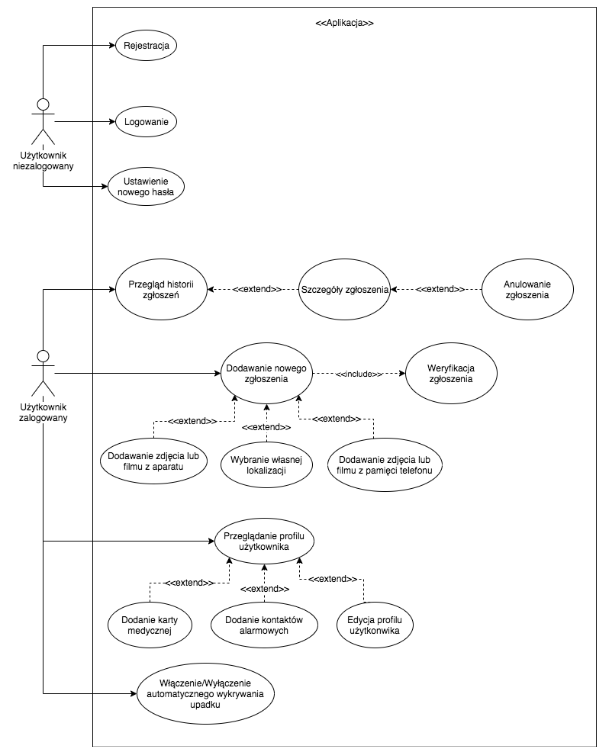 <<Aplikacja>>
Rejestracja
Logowanie
Użytkownik
niezalogowany
Ustawienie
nowego hasła
Przegląd historii
zgłoszeń
<<extend>>
Szczegóły zgłoszenia
<<extend>>
Anulowanie
zgłoszenia
Użytkownik
zalogowany
Dodawanie nowego
zgłoszenia
<<include>>
Weryfikacja
zgłoszenia
<<extend>>
<<extend>>
<<extend>>
Dodawanie zdjęcia lub
filmu z aparatu
Wybranie własnej
lokalizacji
Dodawanie zdjęcia lub
filmu z pamięci telefonu
Przeglądanie profilu
użytkownika
<<extend>>
<<extend>>
<<extend>>
Dodanie karty
medycznej
Dodanie kontaktów
alarmowych
Edycja profilu
użytkonwika
Włączenie/Wyłączenie
automatycznego wykrywania
upadku